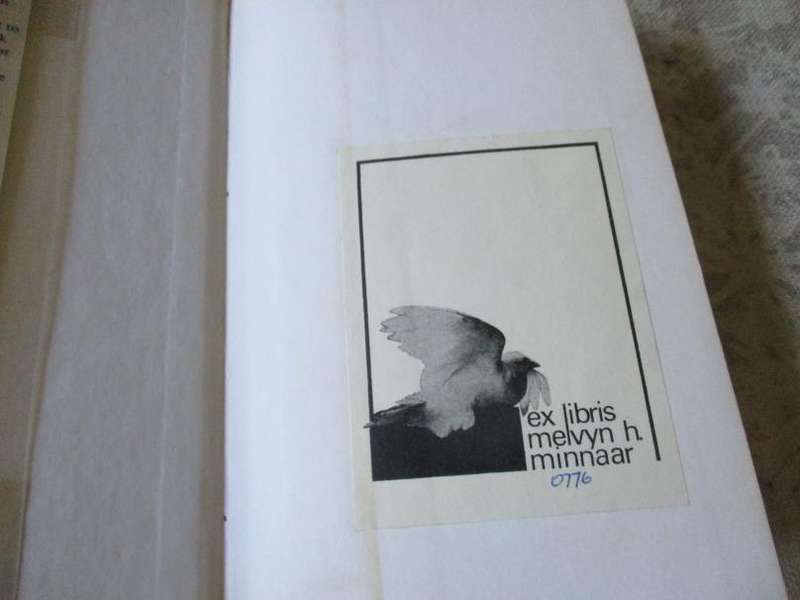 ex libris
melvyn h.
minnaar
0776